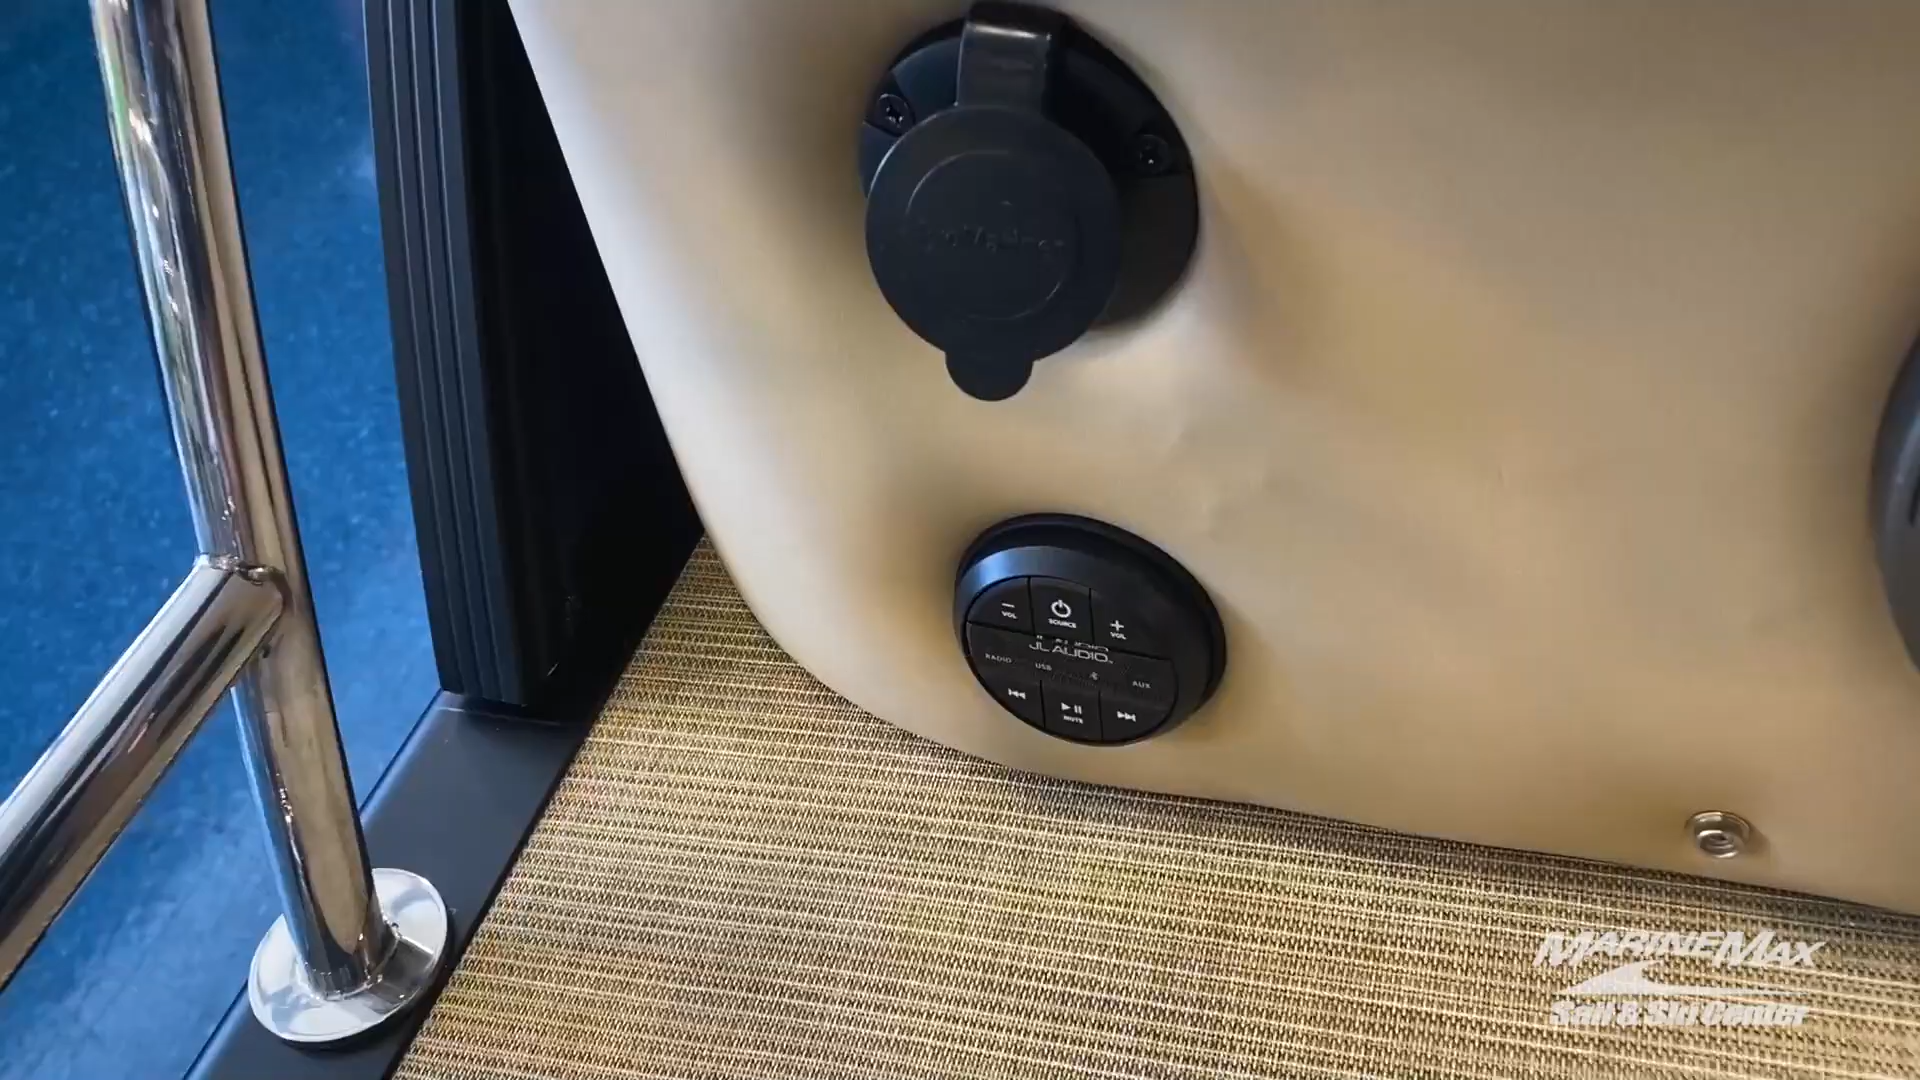 − VOL
SOURCE
+ VOL
JL AUDIO
RADIO
USB
AUX
MUTE
MARINEMAX
Sail & Ski Center